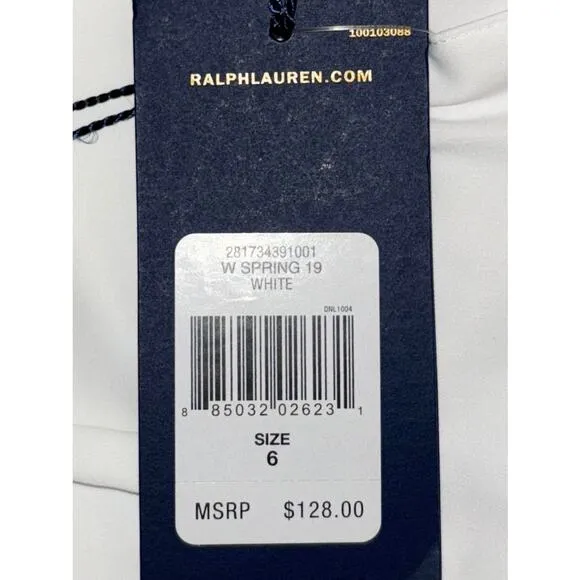 100103088
RALPHLAUREN.COM
281734391001
W SPRING 19
WHITE
DNL1004
8 85032 02623 1
SIZE
6
MSRP $128.00